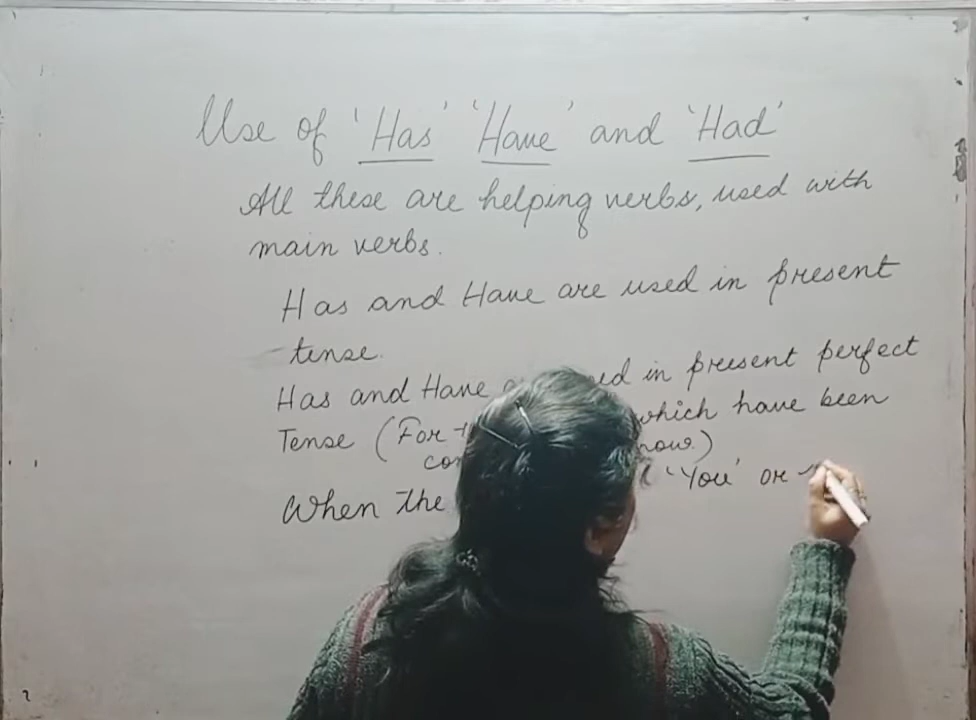 Use of 'Has' 'Have' and 'Had'
All these are helping verbs, used with
main verbs.
Has and Have are used in present
tense.
Has and Have in present perfect
Tense (For which have been
now.)
When the 'You' or